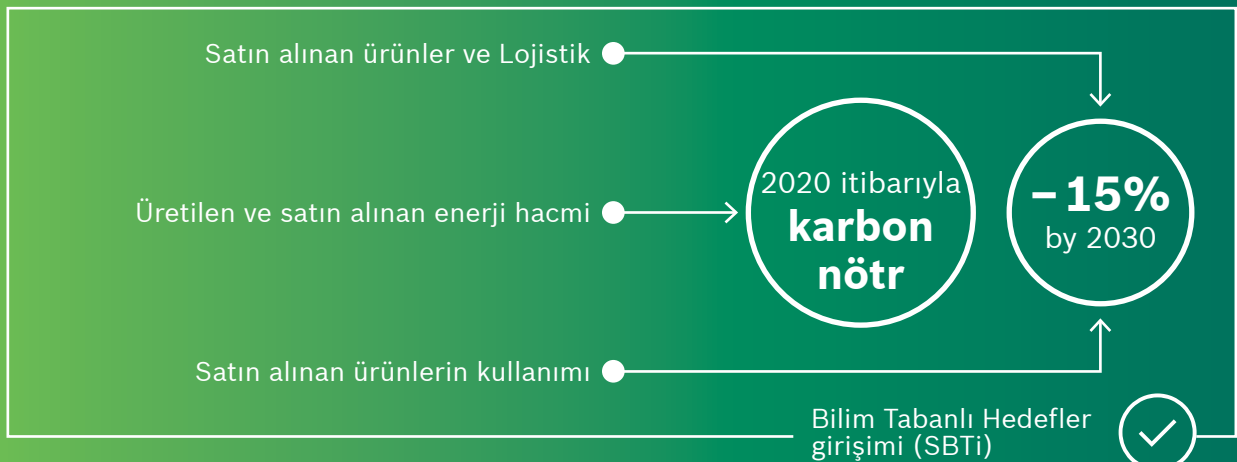 Satın alınan ürünler ve Lojistik
Üretilen ve satın alınan enerji hacmi
2020 itibarıyla
karbon
nötr
–15%
by 2030
Satın alınan ürünlerin kullanımı
Bilim Tabanlı Hedefler
girişimi (SBTi)